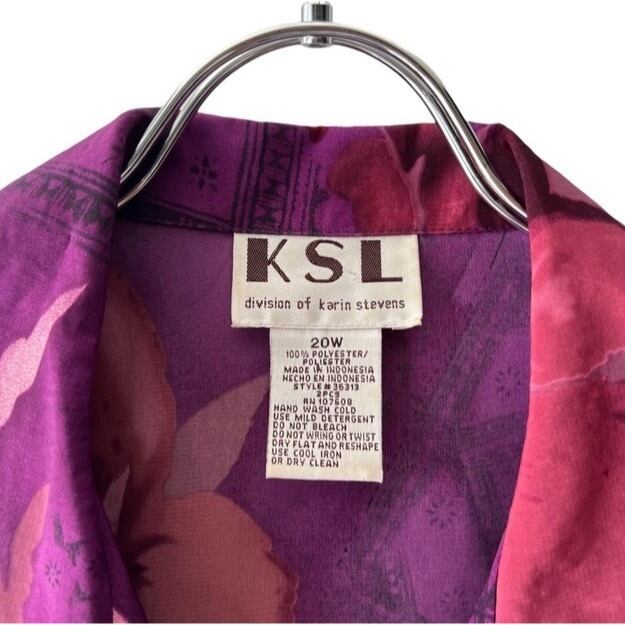 KSL
division of karin stevens
20W
100% POLYESTER/
POLIESTER
MADE IN INDONESIA
HECHO EN INDONESIA
STYLE # 35313
2PCS
RN 107608
HAND WASH COLD
USE MILD DETERGENT
DO NOT BLEACH
DO NOT WRING OR TWIST
DRY FLAT AND RESHAPE
USE COOL IRON
OR DRY CLEAN